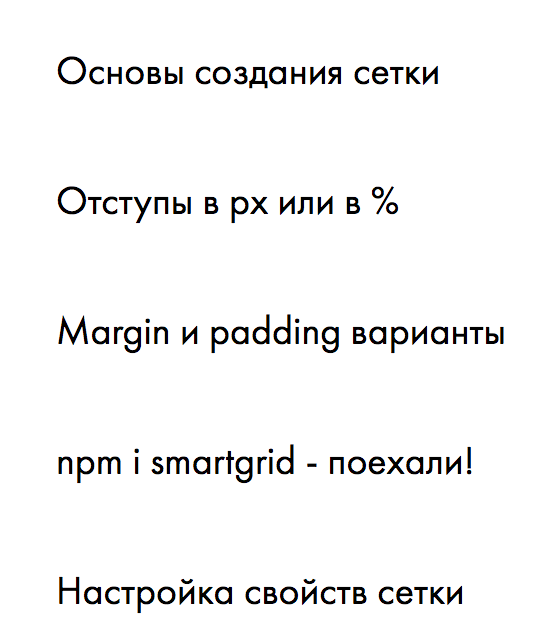 Основы создания сетки
Отступы в px или в %
Margin и padding варианты
npm i smartgrid - поехали!
Настройка свойств сетки